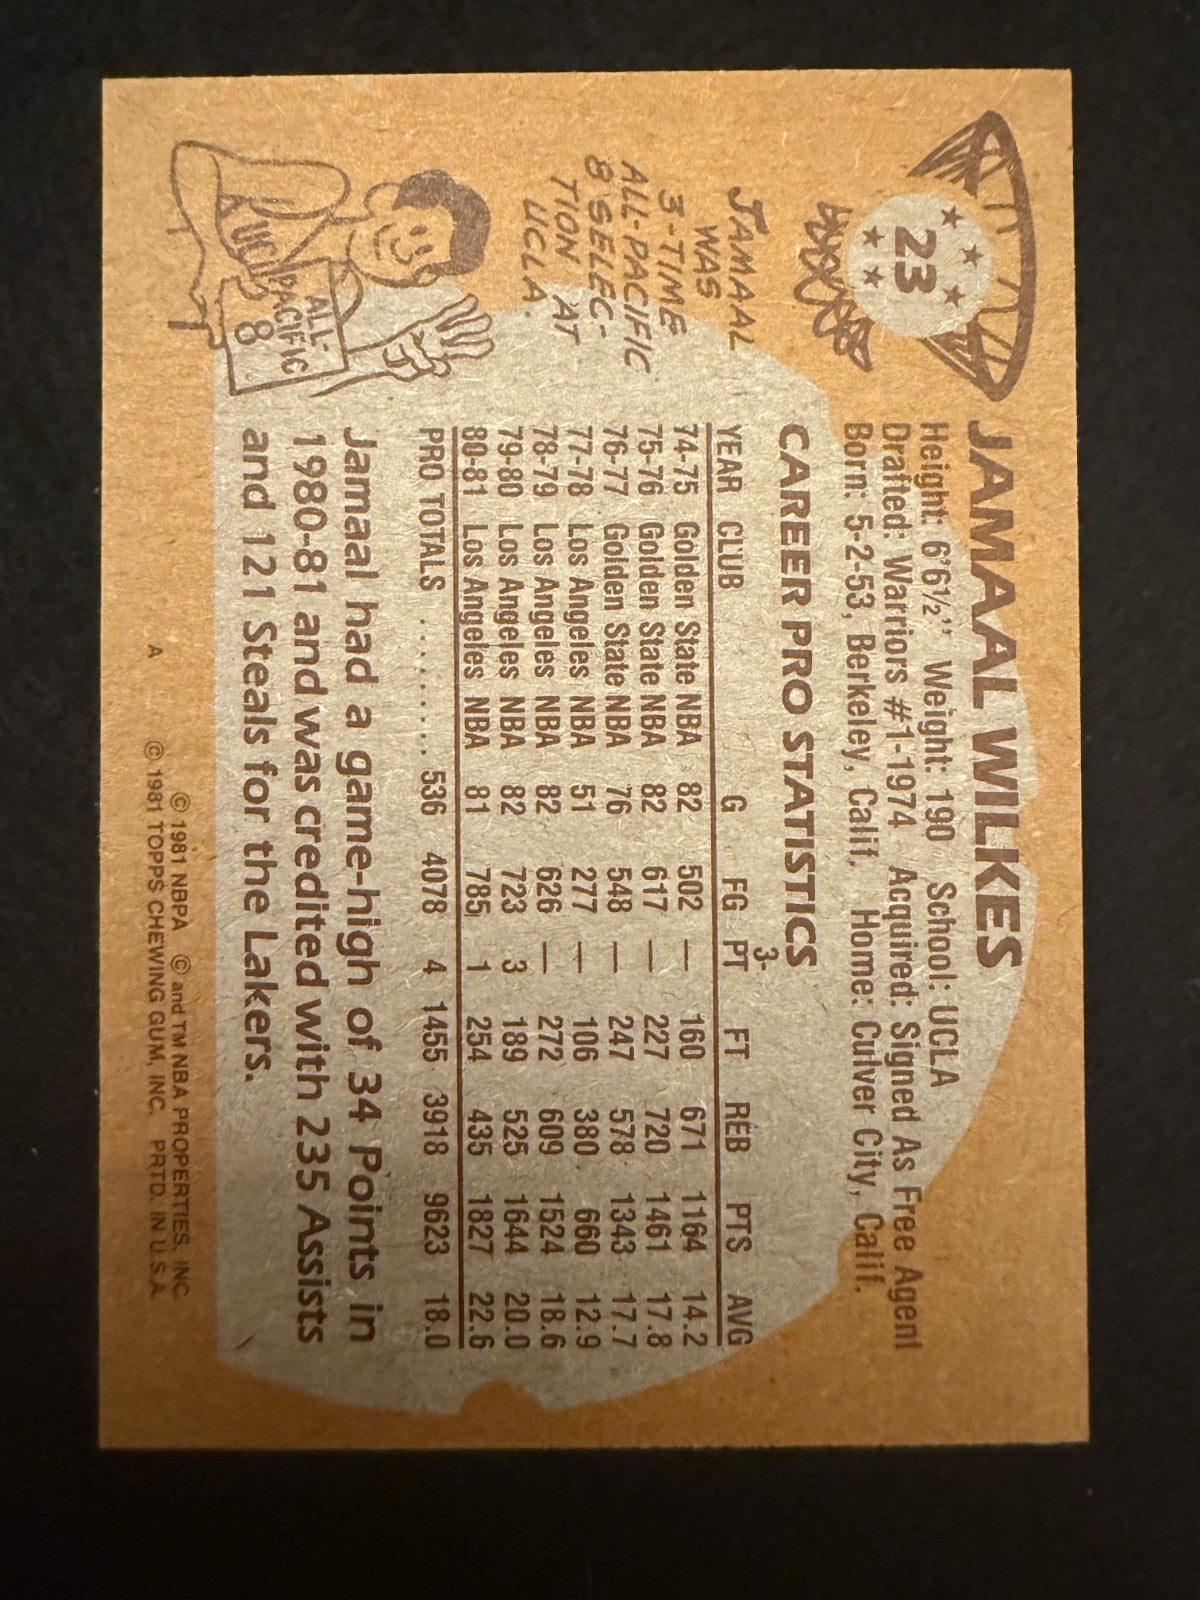 23
JAMAAL WILKES
Height: 6'6½" Weight: 190 School: UCLA
Drafted: Warriors #1-1974 Acquired: Signed As Free Agent
Born: 5-2-53, Berkeley, Calif. Home: Culver City, Calif.
JAMAAL
WAS
3-TIME
ALL-PACIFIC
8 SELEC-
TION AT
UCLA.
UCLA
ALL-
PACIFIC
8
CAREER PRO STATISTICS
YEAR CLUB G FG 3-PT FT REB PTS AVG
74-75 Golden State NBA 82 502 — 160 671 1164 14.2
75-76 Golden State NBA 82 617 — 227 720 1461 17.8
76-77 Golden State NBA 76 548 — 247 578 1343 17.7
77-78 Los Angeles NBA 51 277 — 106 380 660 12.9
78-79 Los Angeles NBA 82 626 — 272 609 1524 18.6
79-80 Los Angeles NBA 82 723 3 189 525 1644 20.0
80-81 Los Angeles NBA 81 785 1 254 435 1827 22.6
PRO TOTALS .......... 536 4078 4 1455 3918 9623 18.0
Jamaal had a game-high of 34 Points in
1980-81 and was credited with 235 Assists
and 121 Steals for the Lakers.
© 1981 NBPA © and TM NBA PROPERTIES, INC.
A © 1981 TOPPS CHEWING GUM, INC. PRTD. IN U.S.A.